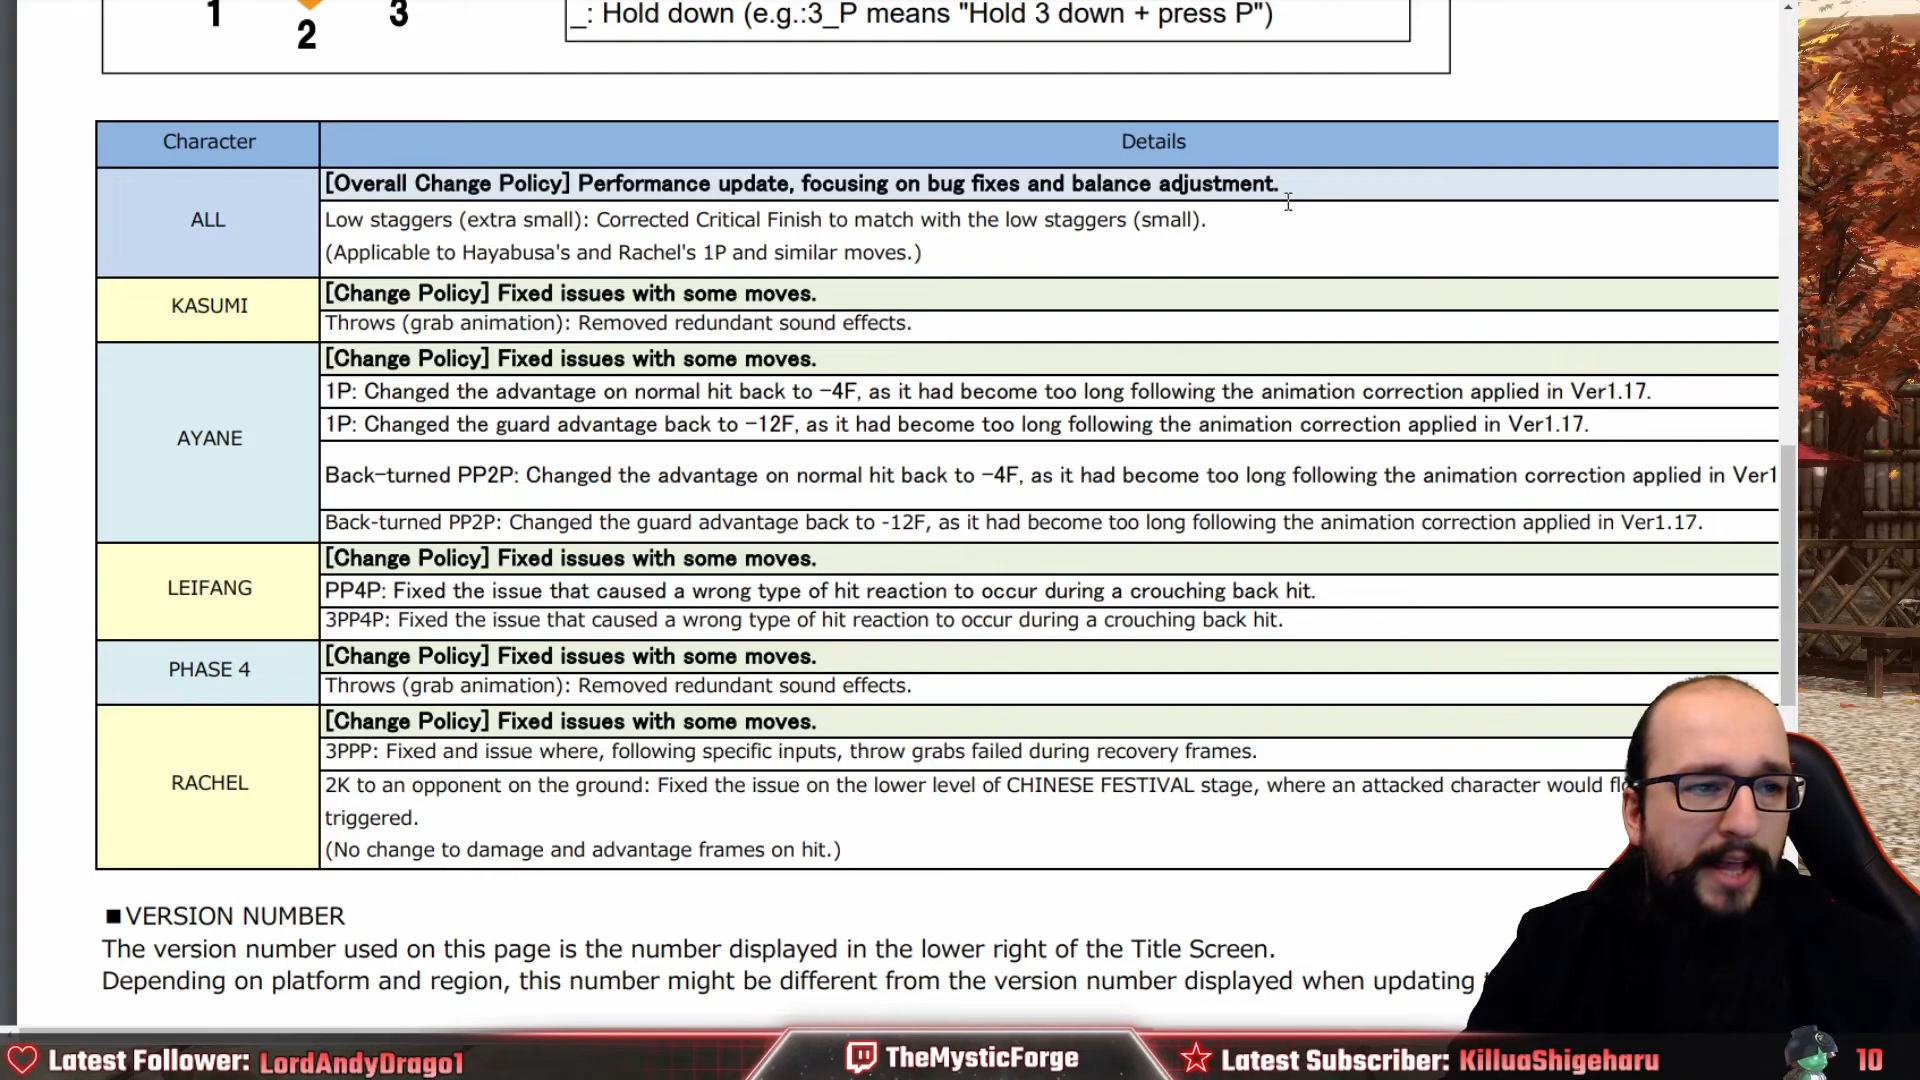 1 2 3
_: Hold down (e.g.:3_P means "Hold 3 down + press P")
Character Details
ALL
[Overall Change Policy] Performance update, focusing on bug fixes and balance adjustment.
Low staggers (extra small): Corrected Critical Finish to match with the low staggers (small).
(Applicable to Hayabusa's and Rachel's 1P and similar moves.)
KASUMI
[Change Policy] Fixed issues with some moves.
Throws (grab animation): Removed redundant sound effects.
AYANE
[Change Policy] Fixed issues with some moves.
1P: Changed the advantage on normal hit back to -4F, as it had become too long following the animation correction applied in Ver1.17.
1P: Changed the guard advantage back to -12F, as it had become too long following the animation correction applied in Ver1.17.
Back-turned PP2P: Changed the advantage on normal hit back to -4F, as it had become too long following the animation correction applied in Ver1
Back-turned PP2P: Changed the guard advantage back to -12F, as it had become too long following the animation correction applied in Ver1.17.
LEIFANG
[Change Policy] Fixed issues with some moves.
PP4P: Fixed the issue that caused a wrong type of hit reaction to occur during a crouching back hit.
3PP4P: Fixed the issue that caused a wrong type of hit reaction to occur during a crouching back hit.
PHASE 4
[Change Policy] Fixed issues with some moves.
Throws (grab animation): Removed redundant sound effects.
RACHEL
[Change Policy] Fixed issues with some moves.
3PPP: Fixed and issue where, following specific inputs, throw grabs failed during recovery frames.
2K to an opponent on the ground: Fixed the issue on the lower level of CHINESE FESTIVAL stage, where an attacked character would
triggered.
(No change to damage and advantage frames on hit.)
■VERSION NUMBER
The version number used on this page is the number displayed in the lower right of the Title Screen.
Depending on platform and region, this number might be different from the version number displayed when updating
Latest Follower: LordAndyDrago1 TheMysticForge Latest Subscriber: KilluaShigeharu 10